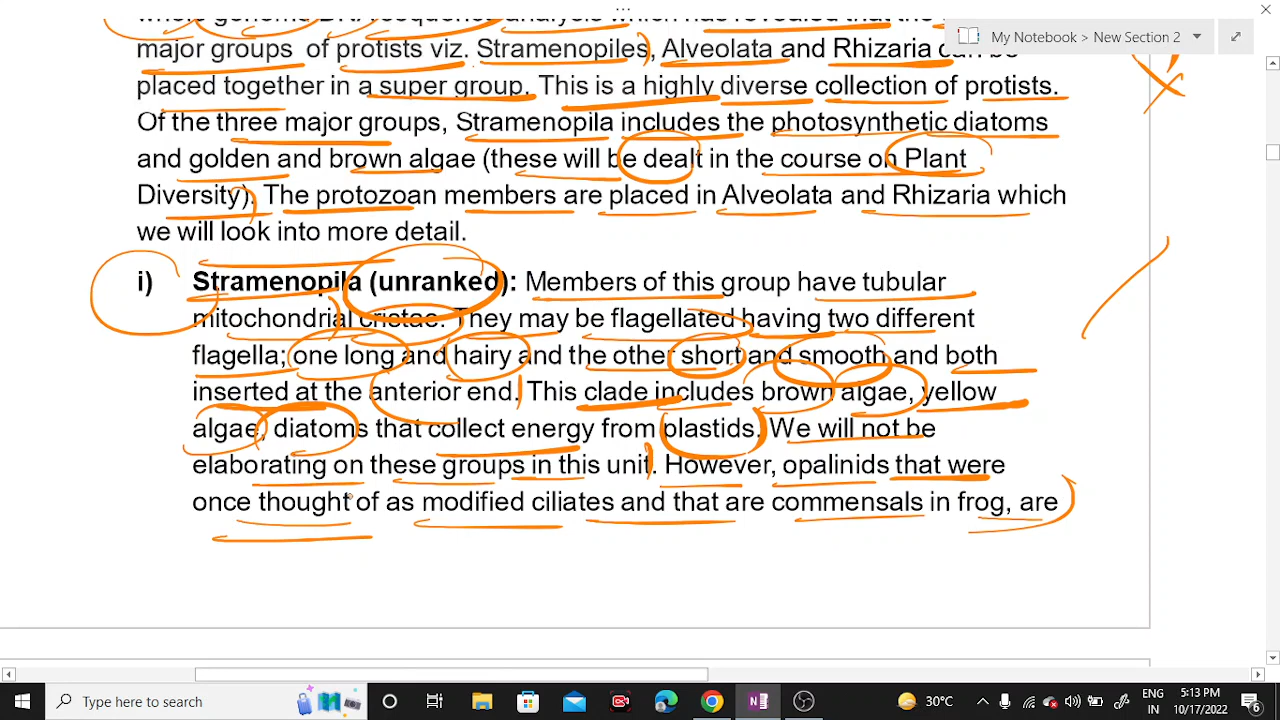 ...
My Notebook > New Section 2
analysis which has revealed that the
major groups of protists viz. Stramenopiles, Alveolata and Rhizaria can be
placed together in a super group. This is a highly diverse collection of protists.
Of the three major groups, Stramenopila includes the photosynthetic diatoms
and golden and brown algae (these will be dealt in the course on Plant
Diversity). The protozoan members are placed in Alveolata and Rhizaria which
we will look into more detail.
i) Stramenopila (unranked): Members of this group have tubular
mitochondrial cristae. They may be flagellated having two different
flagella; one long and hairy and the other short and smooth and both
inserted at the anterior end. This clade includes brown algae, yellow
algae, diatoms that collect energy from plastids. We will not be
elaborating on these groups in this unit. However, opalinids that were
once thought of as modified ciliates and that are commensals in frog, are
Type here to search
30°C
ENG
IN
5:13 PM
10/17/2022
6